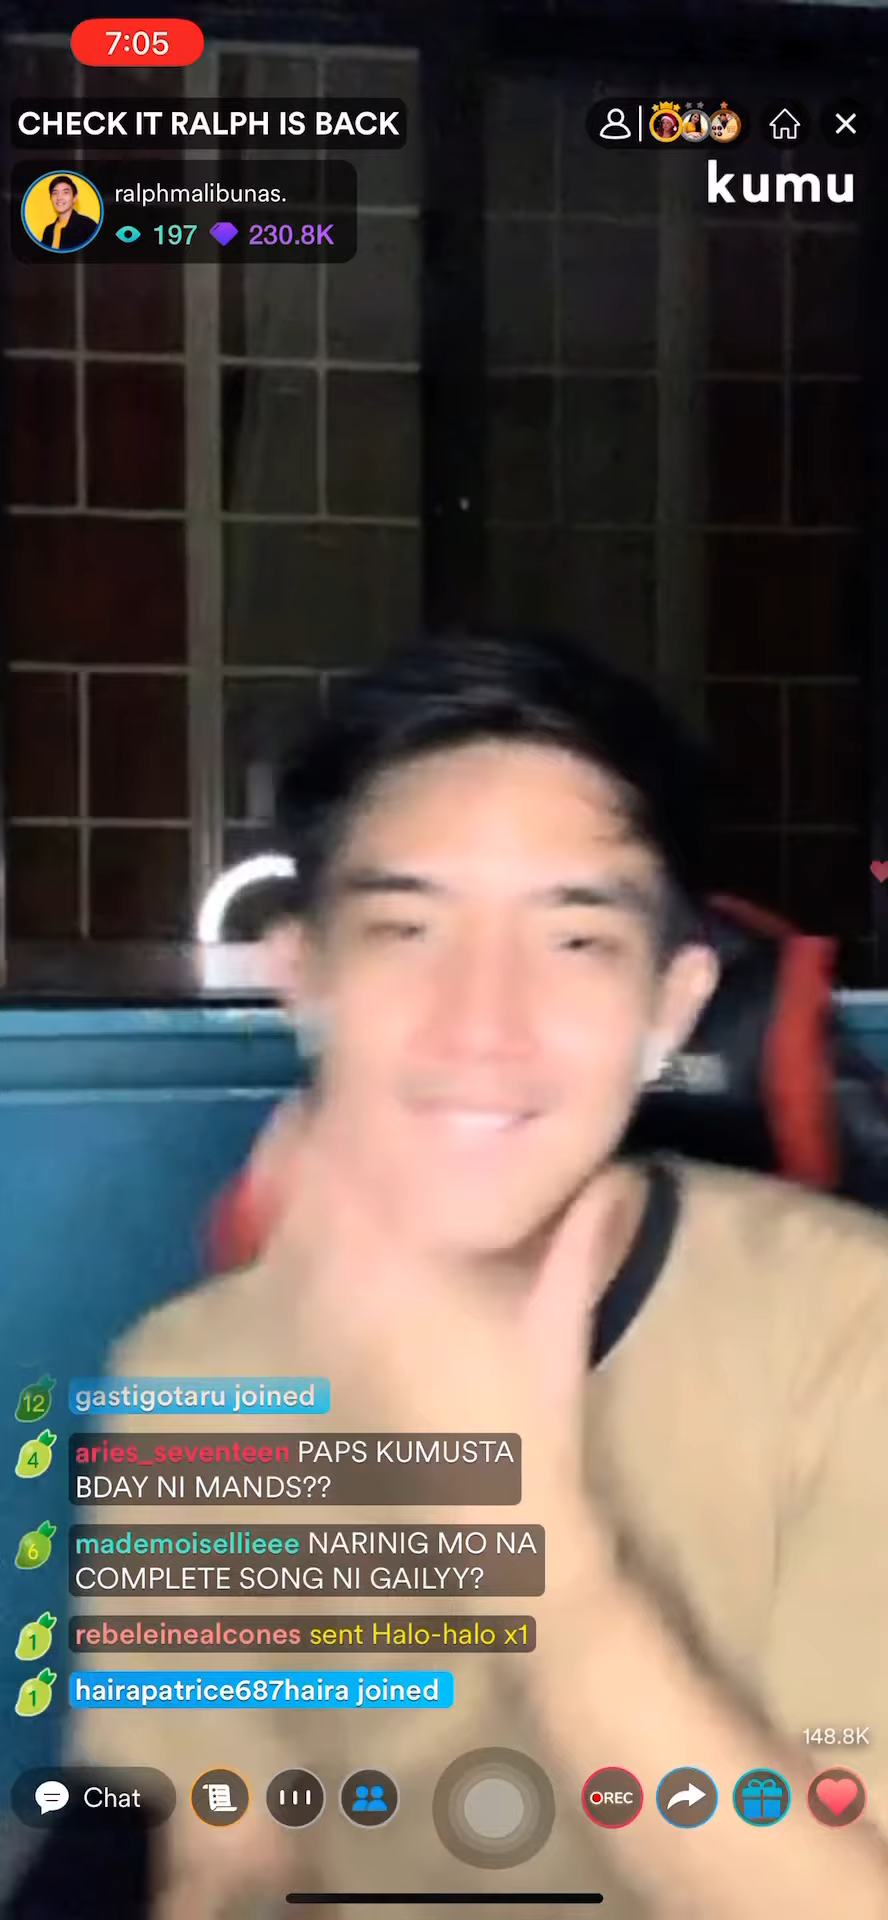 7:05
CHECK IT RALPH IS BACK
kumu
ralphmalibunas.
197 230.8K
12 gastigotaru joined
4 aries_seventeen PAPS KUMUSTA
BDAY NI MANDS??
6 mademoisellieee NARINIG MO NA
COMPLETE SONG NI GAILYY?
1 rebeleinealcones sent Halo-halo x1
1 hairapatrice687haira joined
148.8K
Chat
REC